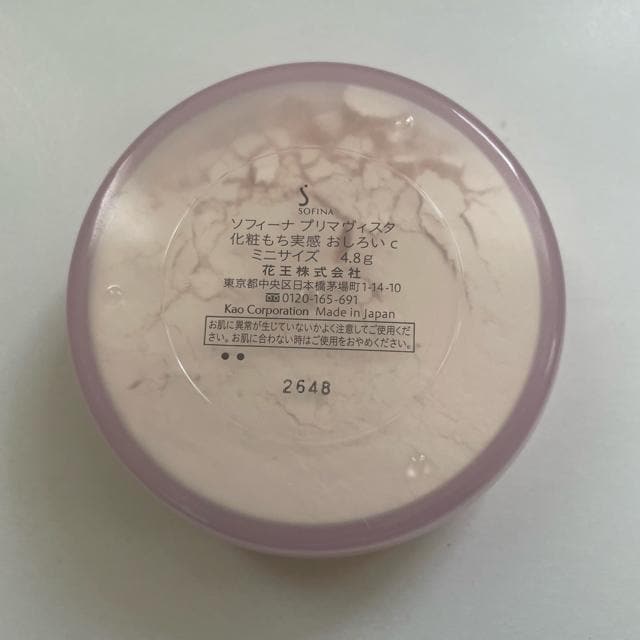 SOFINA
ソフィーナ プリマヴィスタ
化粧もち実感 おしろい c
ミニサイズ 4.8g
花王株式会社
東京都中央区日本橋茅場町1-14-10
0120-165-691
Kao Corporation Made in Japan
お肌に異常が生じていないかよく注意してご使用くだ
さい。お肌に合わない時はご使用をおやめください。
2648